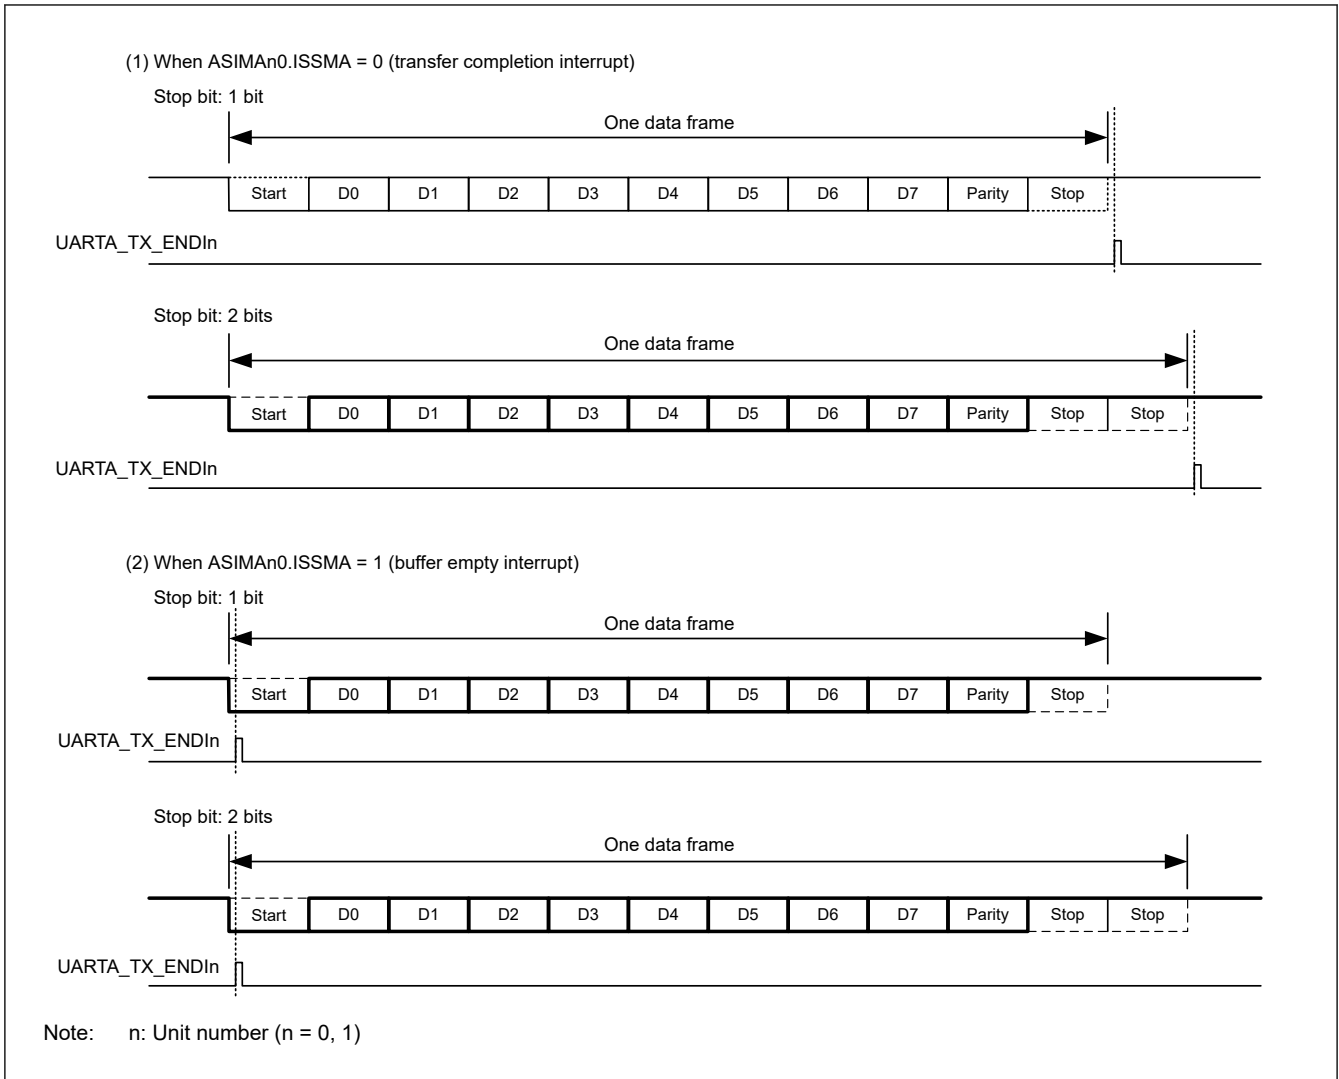 (1) When ASIMAn0.ISSMA = 0 (transfer completion interrupt)
Stop bit: 1 bit
One data frame
Start D0 D1 D2 D3 D4 D5 D6 D7 Parity Stop
UARTA_TX_ENDIn
Stop bit: 2 bits
One data frame
Start D0 D1 D2 D3 D4 D5 D6 D7 Parity Stop Stop
UARTA_TX_ENDIn
(2) When ASIMAn0.ISSMA = 1 (buffer empty interrupt)
Stop bit: 1 bit
One data frame
Start D0 D1 D2 D3 D4 D5 D6 D7 Parity Stop
UARTA_TX_ENDIn
Stop bit: 2 bits
One data frame
Start D0 D1 D2 D3 D4 D5 D6 D7 Parity Stop Stop
UARTA_TX_ENDIn
Note: n: Unit number (n = 0, 1)